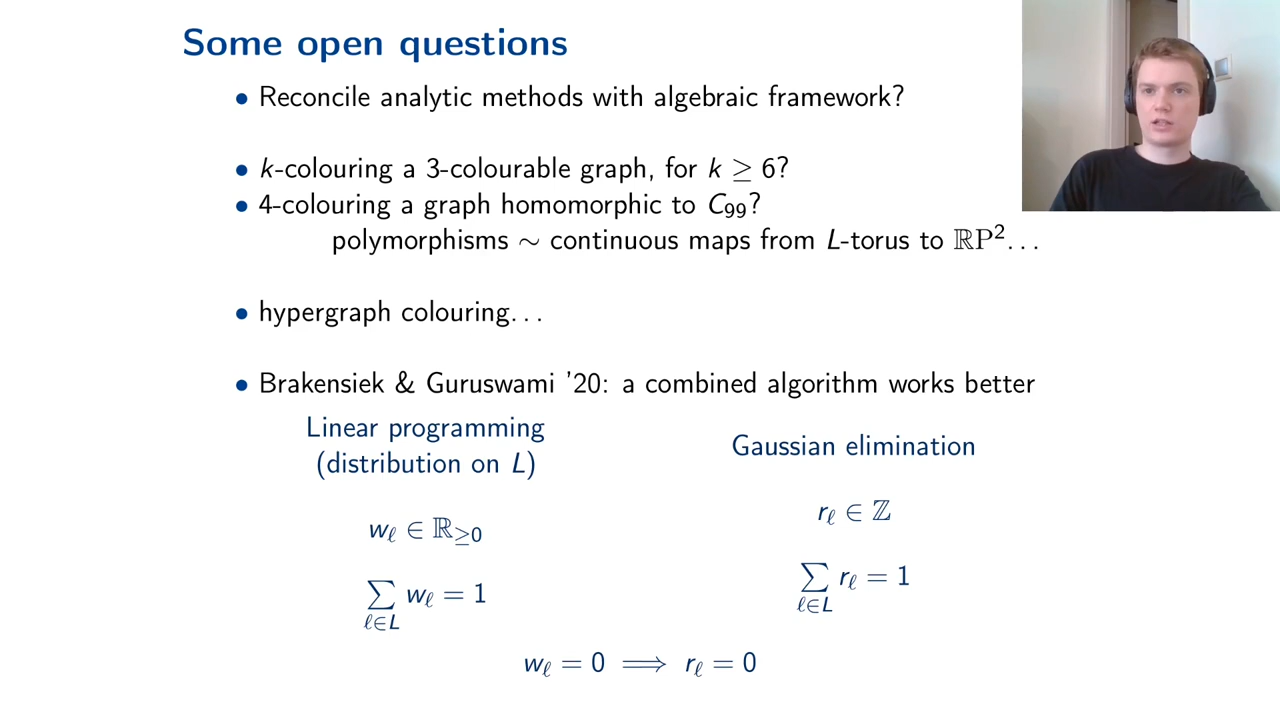 Some open questions
• Reconcile analytic methods with algebraic framework?
• k-colouring a 3-colourable graph, for k ≥ 6?
• 4-colouring a graph homomorphic to C₉₉?
polymorphisms ∼ continuous maps from L-torus to ℝP²...
• hypergraph colouring...
• Brakensiek & Guruswami '20: a combined algorithm works better
Linear programming
(distribution on L)
w_ℓ ∈ ℝ_≥0
∑_{ℓ∈L} w_ℓ = 1
Gaussian elimination
r_ℓ ∈ ℤ
∑_{ℓ∈L} r_ℓ = 1
w_ℓ = 0 ⟹ r_ℓ = 0